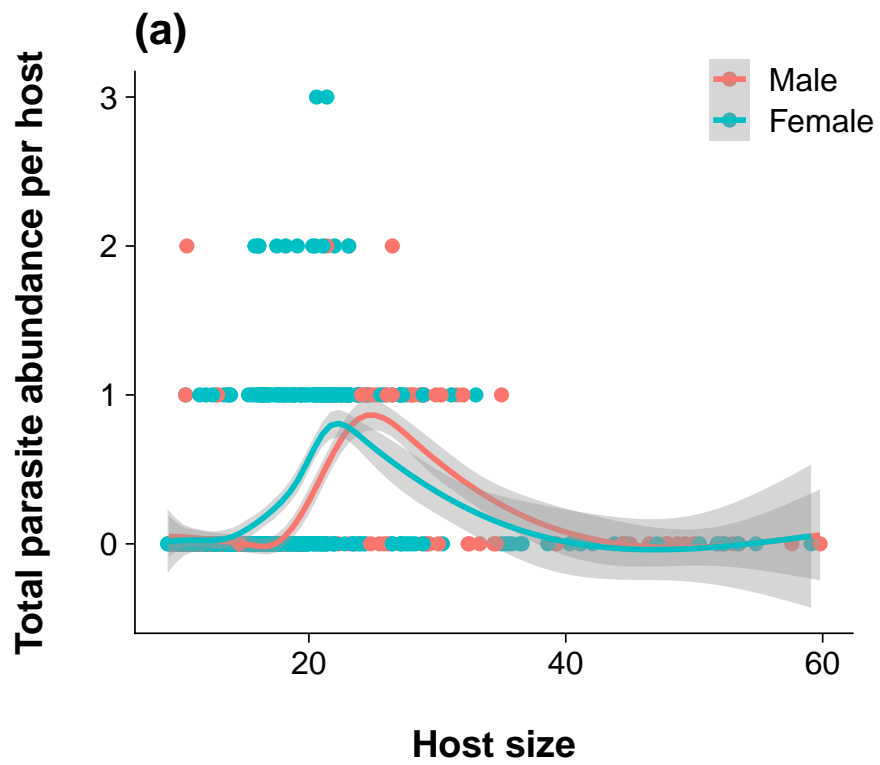 (a)
Total parasite abundance per host
3
2
1
0
Male
Female
20 40 60
Host size